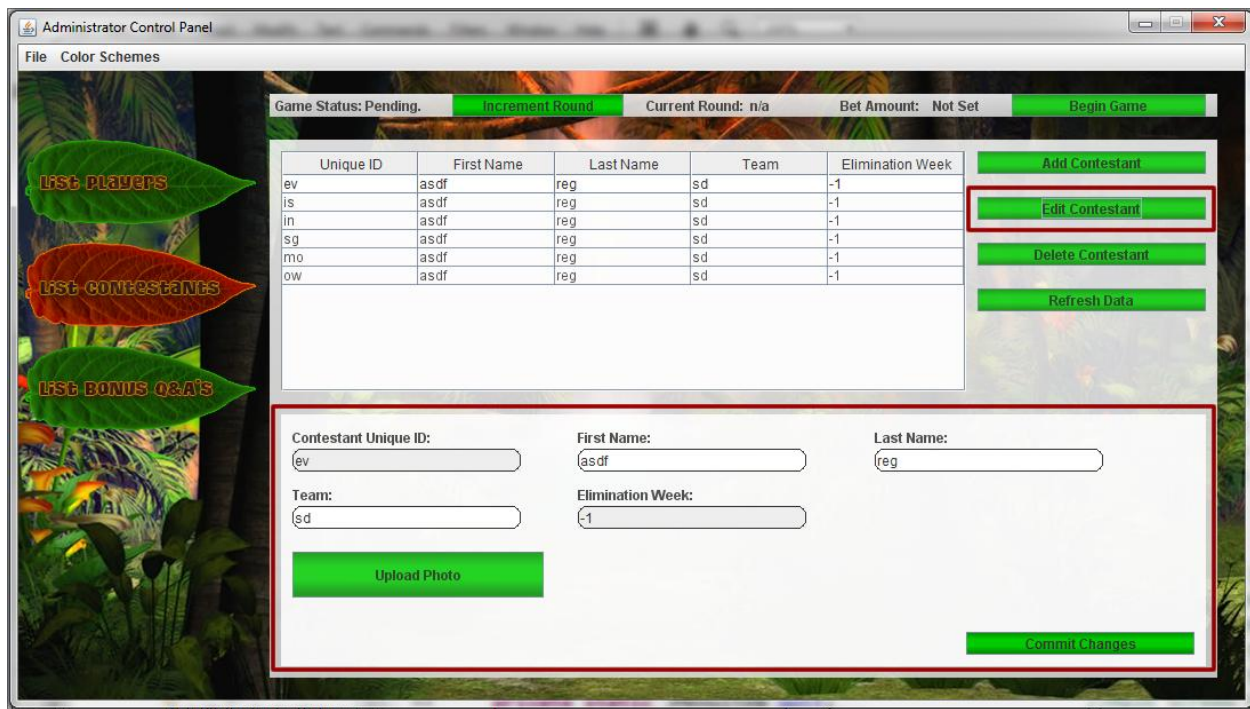 Administrator Control Panel
File Color Schemes
Game Status: Pending. Increment Round Current Round: n/a Bet Amount: Not Set Begin Game
List Players
List Contestants
List Bonus Q&A's
Unique ID First Name Last Name Team Elimination Week
ev asdf reg sd -1
is asdf reg sd -1
in asdf reg sd -1
sg asdf reg sd -1
mo asdf reg sd -1
ow asdf reg sd -1
Add Contestant
Edit Contestant
Delete Contestant
Refresh Data
Contestant Unique ID: First Name: Last Name:
ev asdf reg
Team: Elimination Week:
sd -1
Upload Photo
Commit Changes